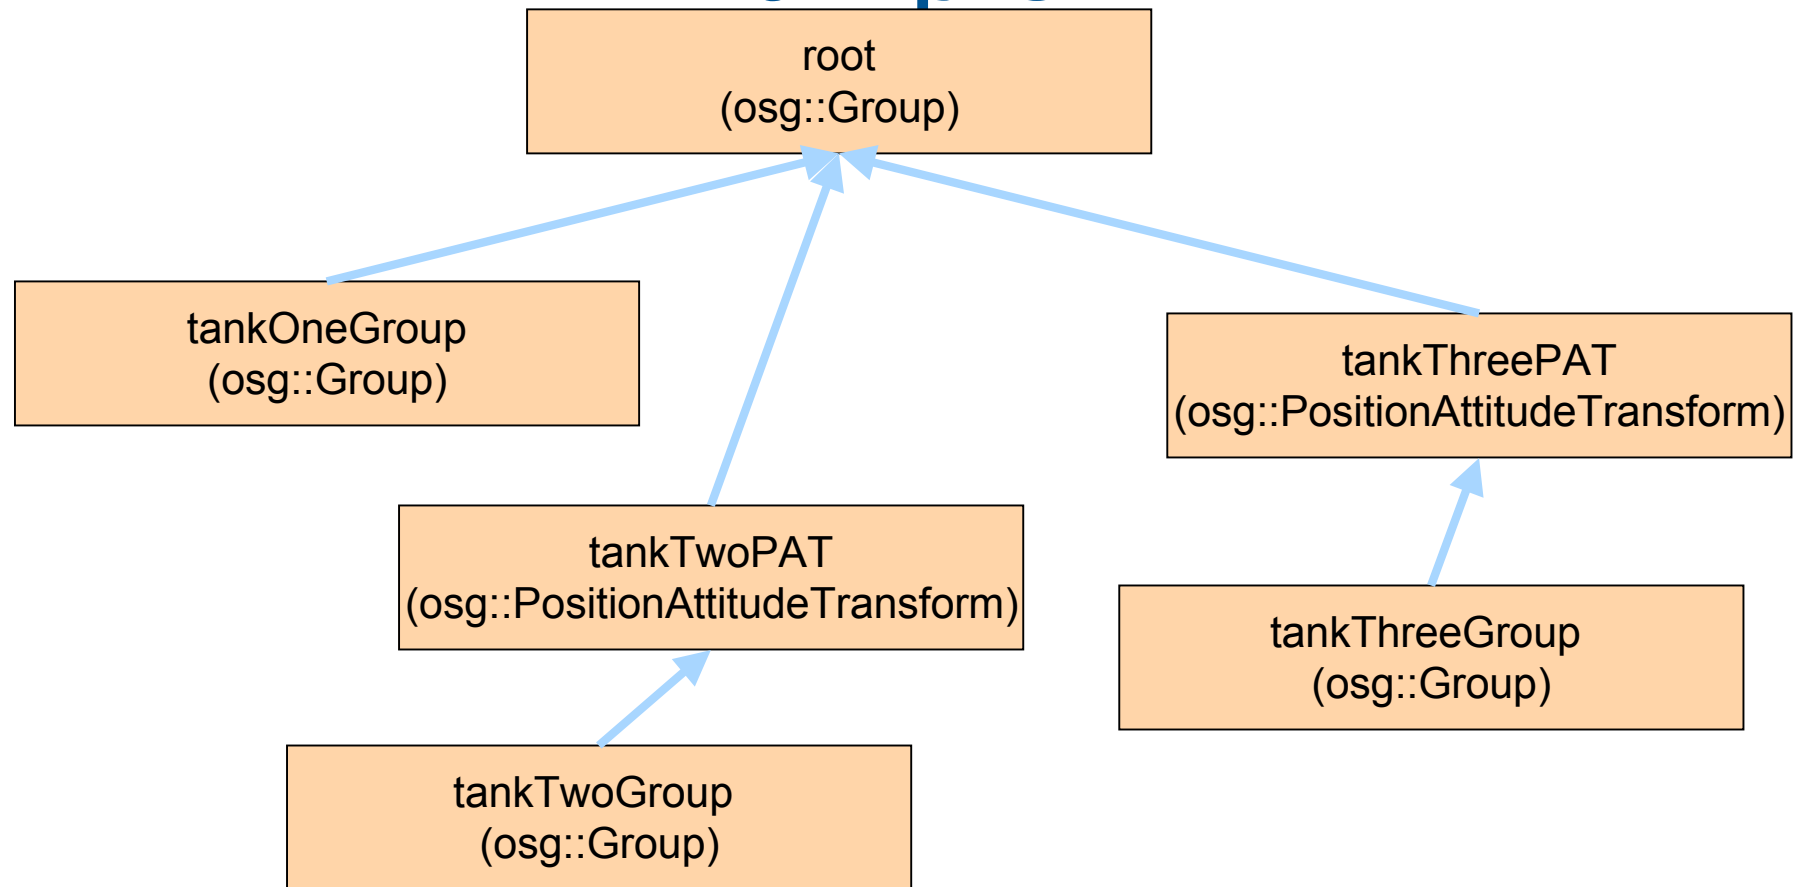 root
(osg::Group)
tankOneGroup
(osg::Group)
tankThreePAT
(osg::PositionAttitudeTransform)
tankTwoPAT
(osg::PositionAttitudeTransform)
tankThreeGroup
(osg::Group)
tankTwoGroup
(osg::Group)